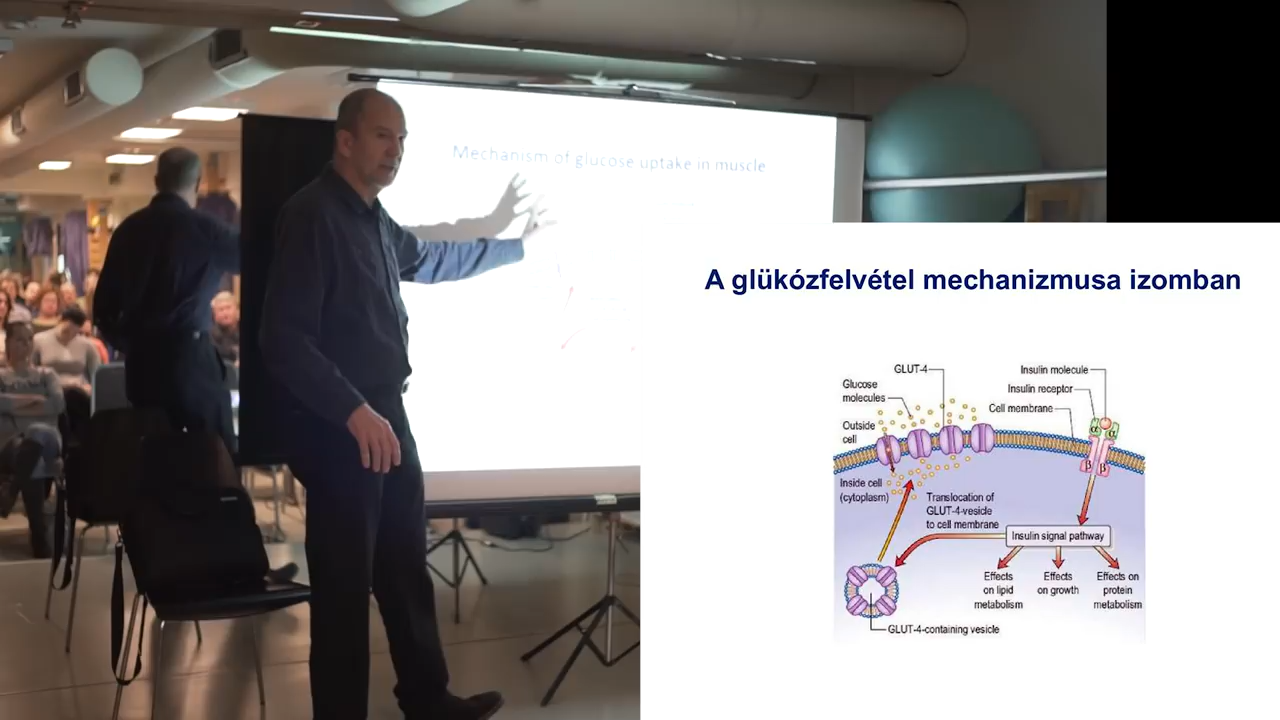 Mechanism of glucose uptake in muscle
A glükózfelvétel mechanizmusa izomban
GLUT-4
Insulin molecule
Glucose
molecules
Insulin receptor
Cell membrane
Outside
cell
α
α
β
β
Inside cell
(cytoplasm)
Translocation of
GLUT-4-vesicle
to cell membrane
Insulin signal pathway
Effects
on lipid
metabolism
Effects
on growth
Effects on
protein
metabolism
GLUT-4-containing vesicle